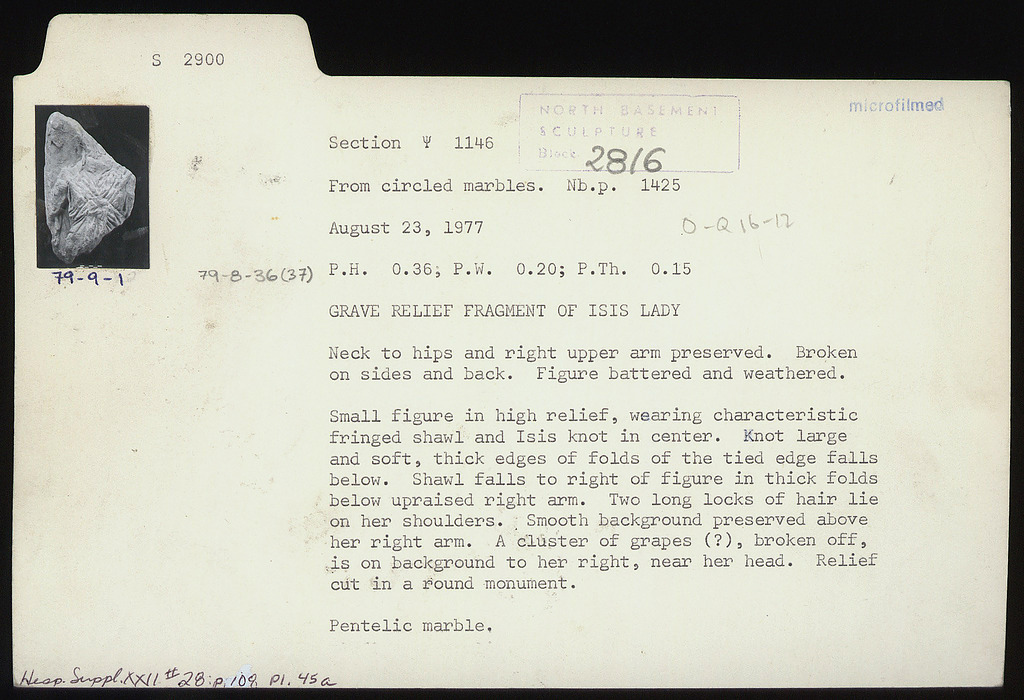 S 2900
microfilmed
NORTH BASEMENT
SCULPTURE
Block 2816
Section Ψ 1146
From circled marbles. Nb.p. 1425
August 23, 1977
O-Q 16-17
79-9-1
79-8-36(37)
P.H. 0.36; P.W. 0.20; P.Th. 0.15
GRAVE RELIEF FRAGMENT OF ISIS LADY
Neck to hips and right upper arm preserved. Broken
on sides and back. Figure battered and weathered.
Small figure in high relief, wearing characteristic
fringed shawl and Isis knot in center. Knot large
and soft, thick edges of folds of the tied edge falls
below. Shawl falls to right of figure in thick folds
below upraised right arm. Two long locks of hair lie
on her shoulders. Smooth background preserved above
her right arm. A cluster of grapes (?), broken off,
is on background to her right, near her head. Relief
cut in a round monument.
Pentelic marble.
Hesp. Suppl. XXII #28: p. 109, Pl. 45a